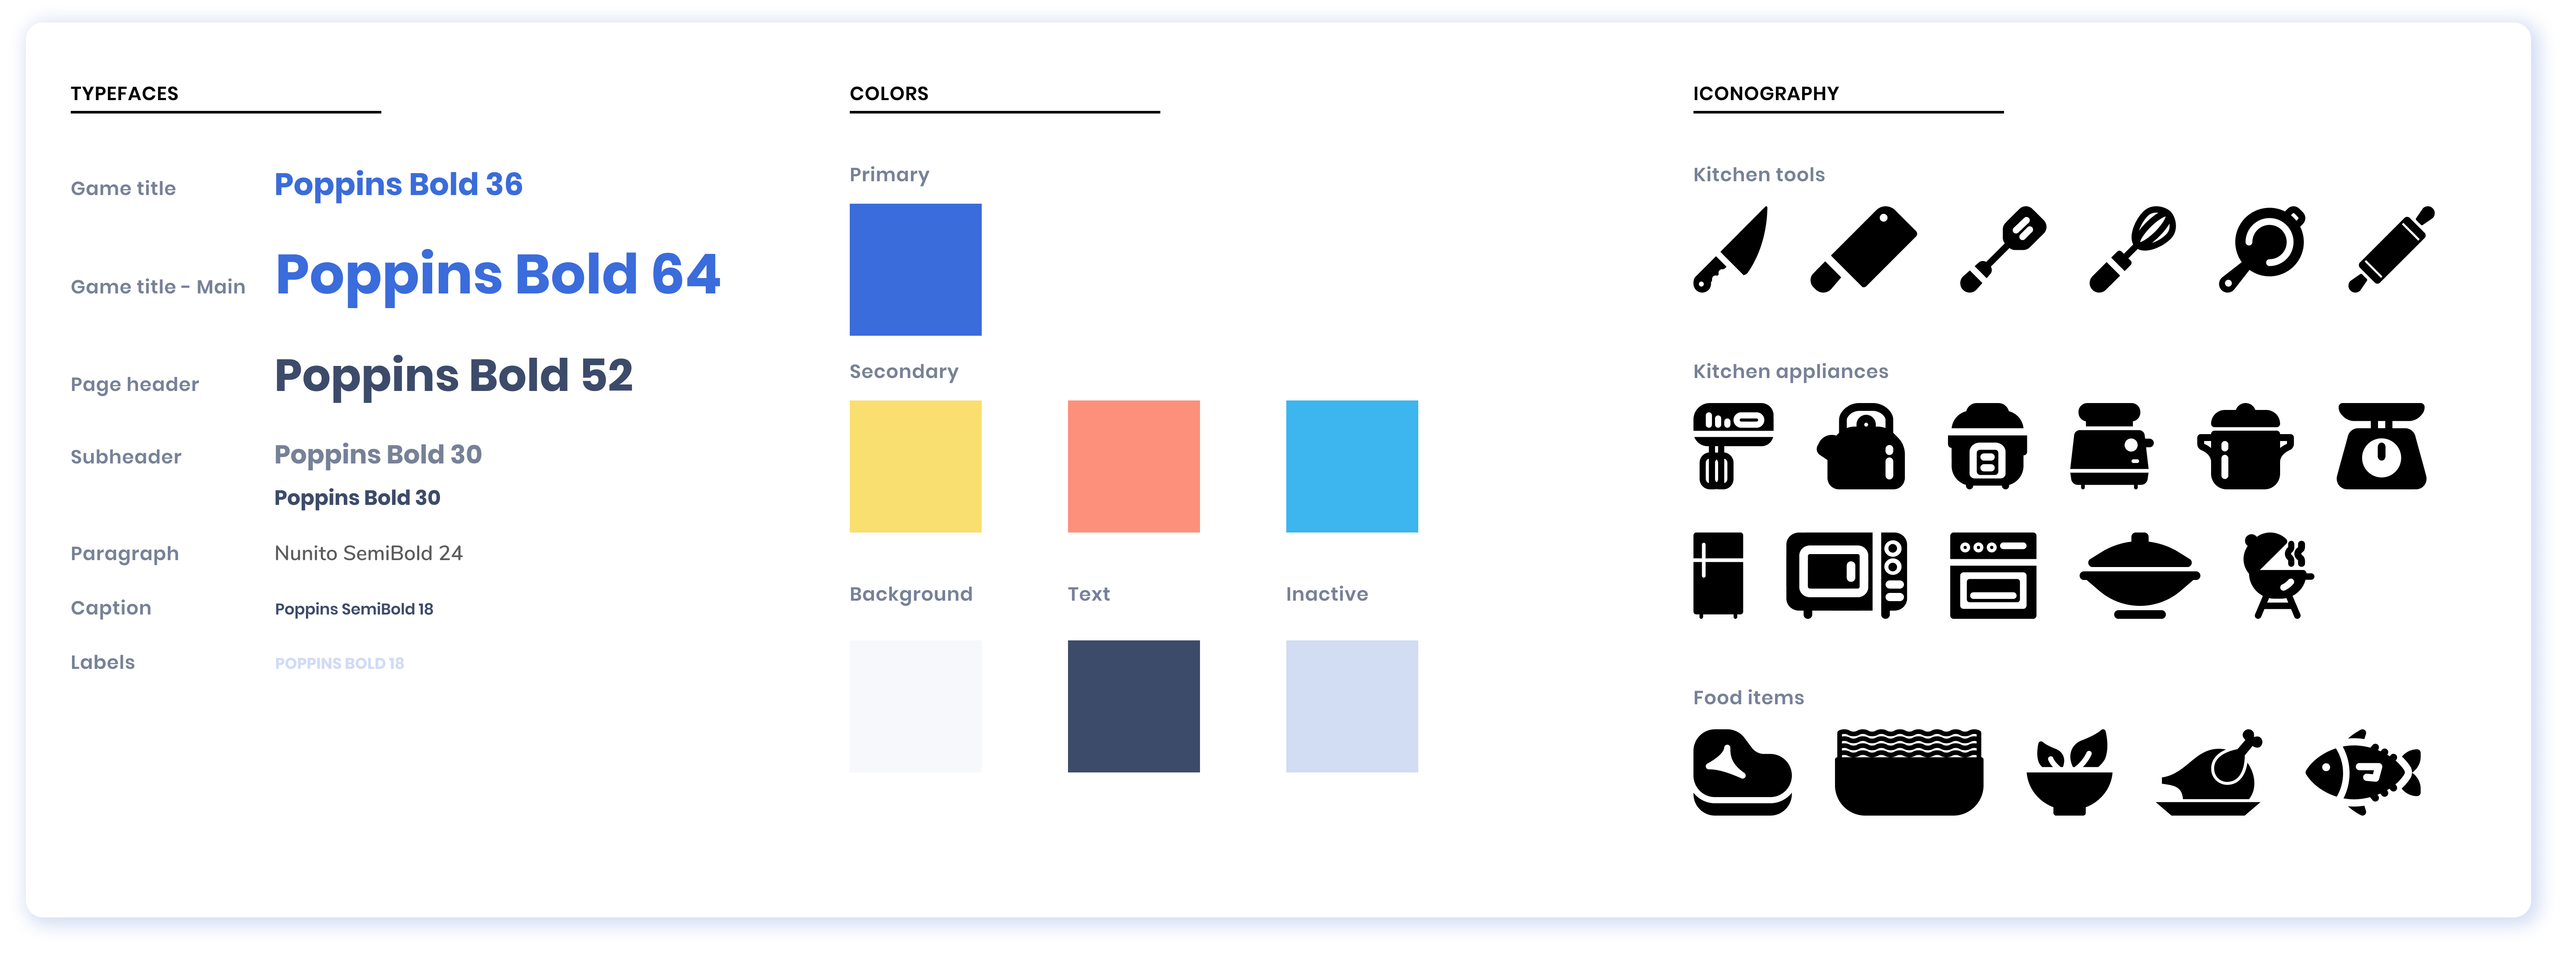 TYPEFACES
Game title
Poppins Bold 36
Game title - Main
Poppins Bold 64
Page header
Poppins Bold 52
Subheader
Poppins Bold 30
Poppins Bold 30
Paragraph
Nunito SemiBold 24
Caption
Poppins SemiBold 18
Labels
POPPINS BOLD 18
COLORS
Primary
Secondary
Background
Text
Inactive
ICONOGRAPHY
Kitchen tools
Kitchen appliances
Food items